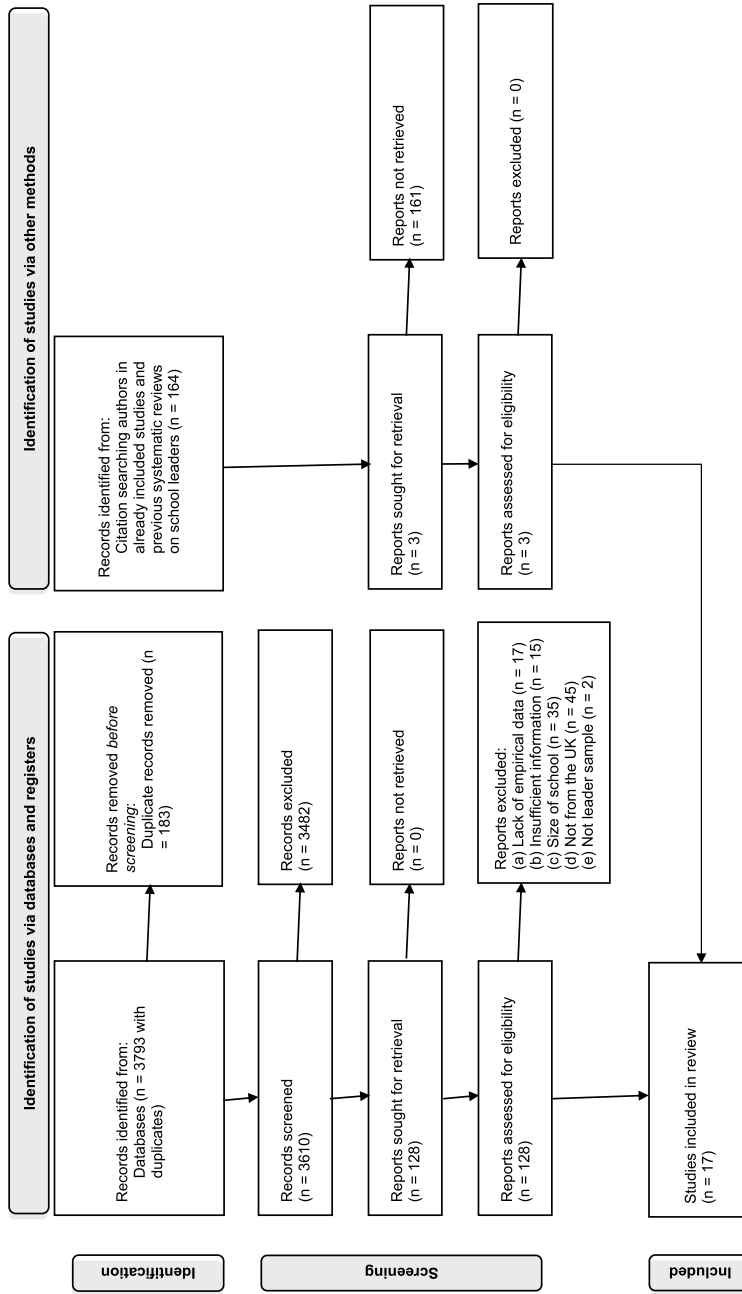 Identification of studies via databases and registers
Identification of studies via other methods
Identification
Records identified from:
Databases (n = 3793 with
duplicates)
Records removed before
screening:
Duplicate records removed (n
= 183)
Records identified from:
Citation searching authors in
already included studies and
previous systematic reviews
on school leaders (n = 164)
Screening
Records screened
(n = 3610)
Records excluded
(n = 3482)
Reports sought for retrieval
(n = 128)
Reports not retrieved
(n = 0)
Reports sought for retrieval
(n = 3)
Reports not retrieved
(n = 161)
Reports assessed for eligibility
(n = 128)
Reports excluded:
(a) Lack of empirical data (n = 17)
(b) Insufficient information (n = 15)
(c) Size of school (n = 35)
(d) Not from the UK (n = 45)
(e) Not leader sample (n = 2)
Reports assessed for eligibility
(n = 3)
Reports excluded (n = 0)
Included
Studies included in review
(n = 17)